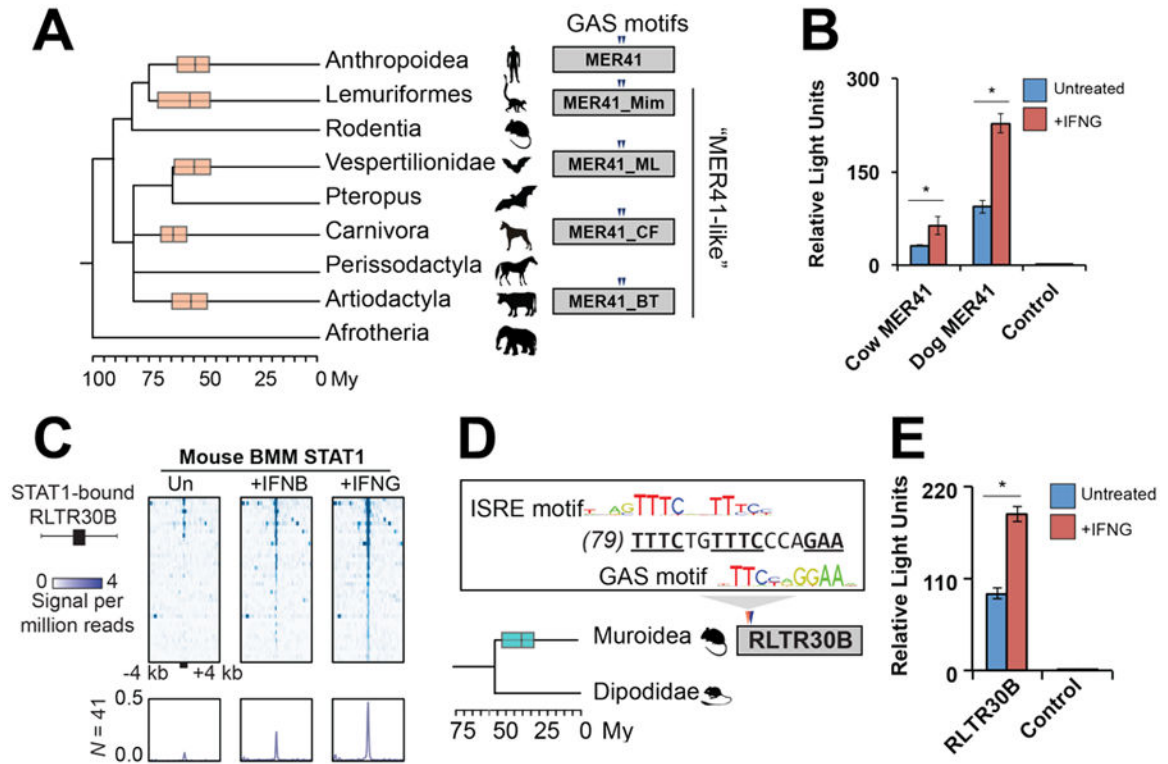 A
GAS motifs
Anthropoidea
MER41
Lemuriformes
MER41_Mim
Rodentia
Vespertilionidae
MER41_ML
Pteropus
Carnivora
MER41_CF
Perissodactyla
Artiodactyla
MER41_BT
Afrotheria
"MER41-like"
100 75 50 25 0 My
B
300
150
0
Relative Light Units
Untreated
+IFNG
*
*
Cow MER41
Dog MER41
Control
C
Mouse BMM STAT1
Un +IFNB +IFNG
STAT1-bound
RLTR30B
0 4
Signal per
million reads
-4 kb +4 kb
N = 41
0.5
0.0
D
ISRE motif AGTTTC TTTCC
(79) TTTCTGTTTCCCAGAA
GAS motif TTCCAGGAA
Muroidea
RLTR30B
Dipodidae
75 50 25 0 My
E
220
110
0
Relative Light Units
Untreated
+IFNG
*
RLTR30B
Control